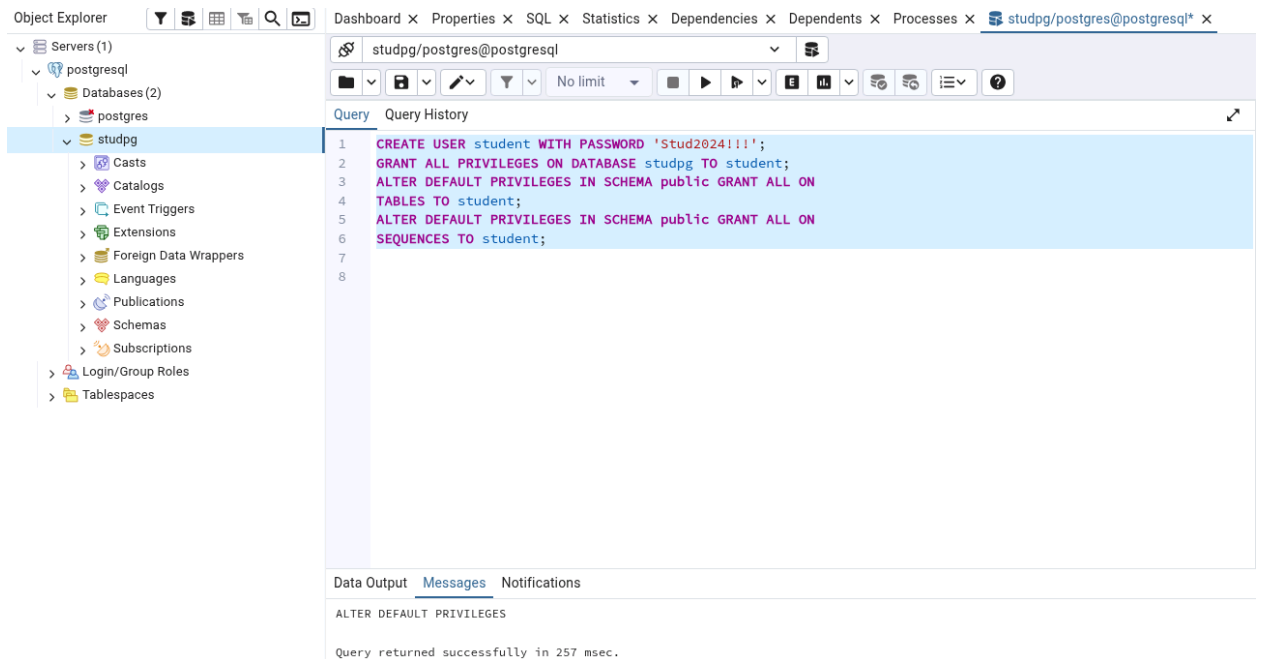 Object Explorer
Dashboard Properties SQL Statistics Dependencies Dependents Processes studpg/postgres@postgresql*
Servers (1)
postgresql
Databases (2)
postgres
studpg
Casts
Catalogs
Event Triggers
Extensions
Foreign Data Wrappers
Languages
Publications
Schemas
Subscriptions
Login/Group Roles
Tablespaces
studpg/postgres@postgresql
No limit E
Query Query History
1 CREATE USER student WITH PASSWORD 'Stud2024!!!';
2 GRANT ALL PRIVILEGES ON DATABASE studpg TO student;
3 ALTER DEFAULT PRIVILEGES IN SCHEMA public GRANT ALL ON
4 TABLES TO student;
5 ALTER DEFAULT PRIVILEGES IN SCHEMA public GRANT ALL ON
6 SEQUENCES TO student;
7
8
Data Output Messages Notifications
ALTER DEFAULT PRIVILEGES
Query returned successfully in 257 msec.